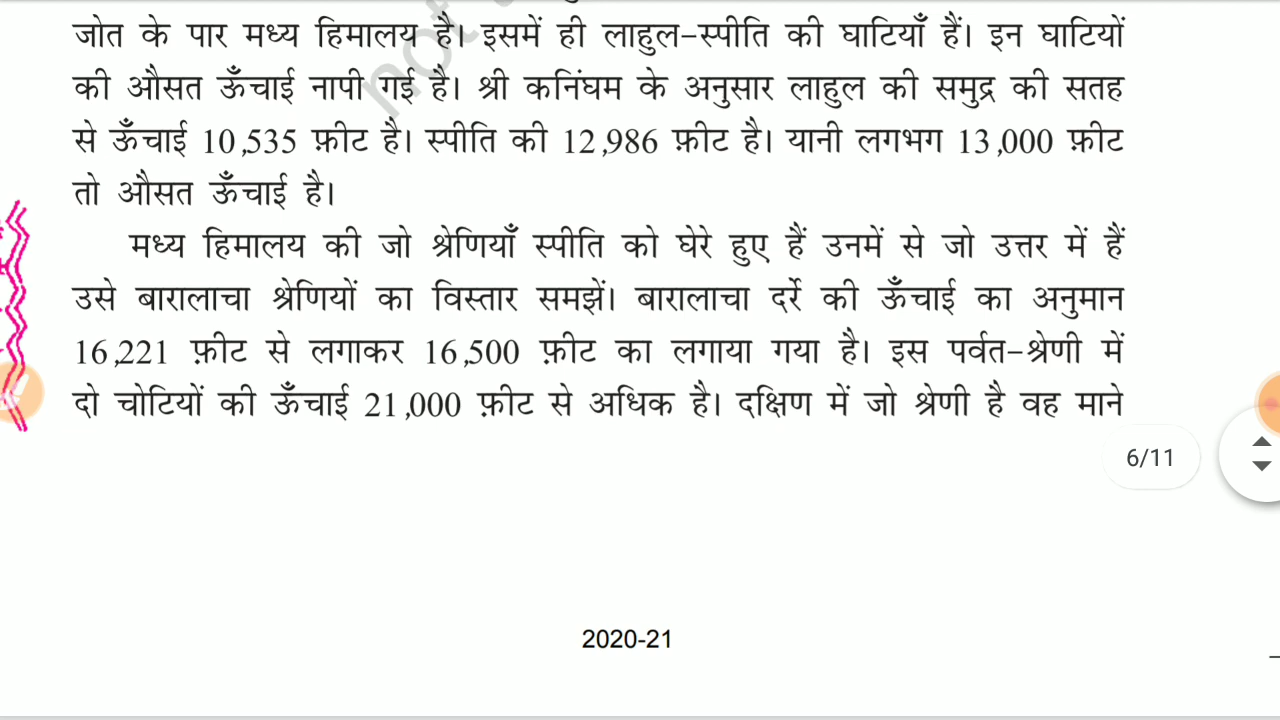 जोत के पार मध्य हिमालय है। इसमें ही लाहुल-स्पीति की घाटियाँ हैं। इन घाटियों
की औसत ऊँचाई नापी गई है। श्री कनिंघम के अनुसार लाहुल की समुद्र की सतह
से ऊँचाई 10,535 फ़ीट है। स्पीति की 12,986 फ़ीट है। यानी लगभग 13,000 फ़ीट
तो औसत ऊँचाई है।
मध्य हिमालय की जो श्रेणियाँ स्पीति को घेरे हुए हैं उनमें से जो उत्तर में हैं
उसे बारालाचा श्रेणियों का विस्तार समझें। बारालाचा दर्रे की ऊँचाई का अनुमान
16,221 फ़ीट से लगाकर 16,500 फ़ीट का लगाया गया है। इस पर्वत-श्रेणी में
दो चोटियों की ऊँचाई 21,000 फ़ीट से अधिक है। दक्षिण में जो श्रेणी है वह माने
6/11
2020-21
not